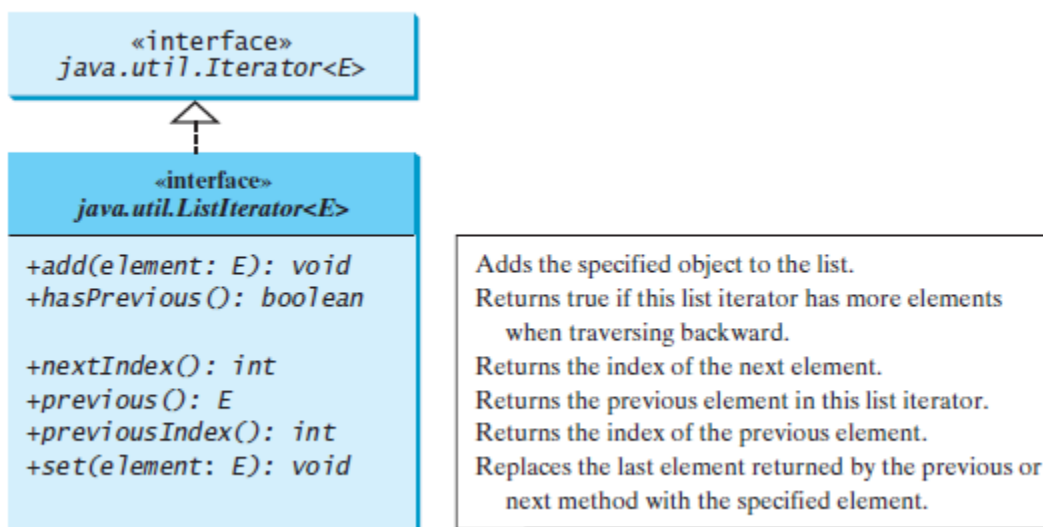 «interface»
java.util.Iterator<E>
«interface»
java.util.ListIterator<E>
+add(element: E): void
+hasPrevious(): boolean
+nextIndex(): int
+previous(): E
+previousIndex(): int
+set(element: E): void
Adds the specified object to the list.
Returns true if this list iterator has more elements
when traversing backward.
Returns the index of the next element.
Returns the previous element in this list iterator.
Returns the index of the previous element.
Replaces the last element returned by the previous or
next method with the specified element.